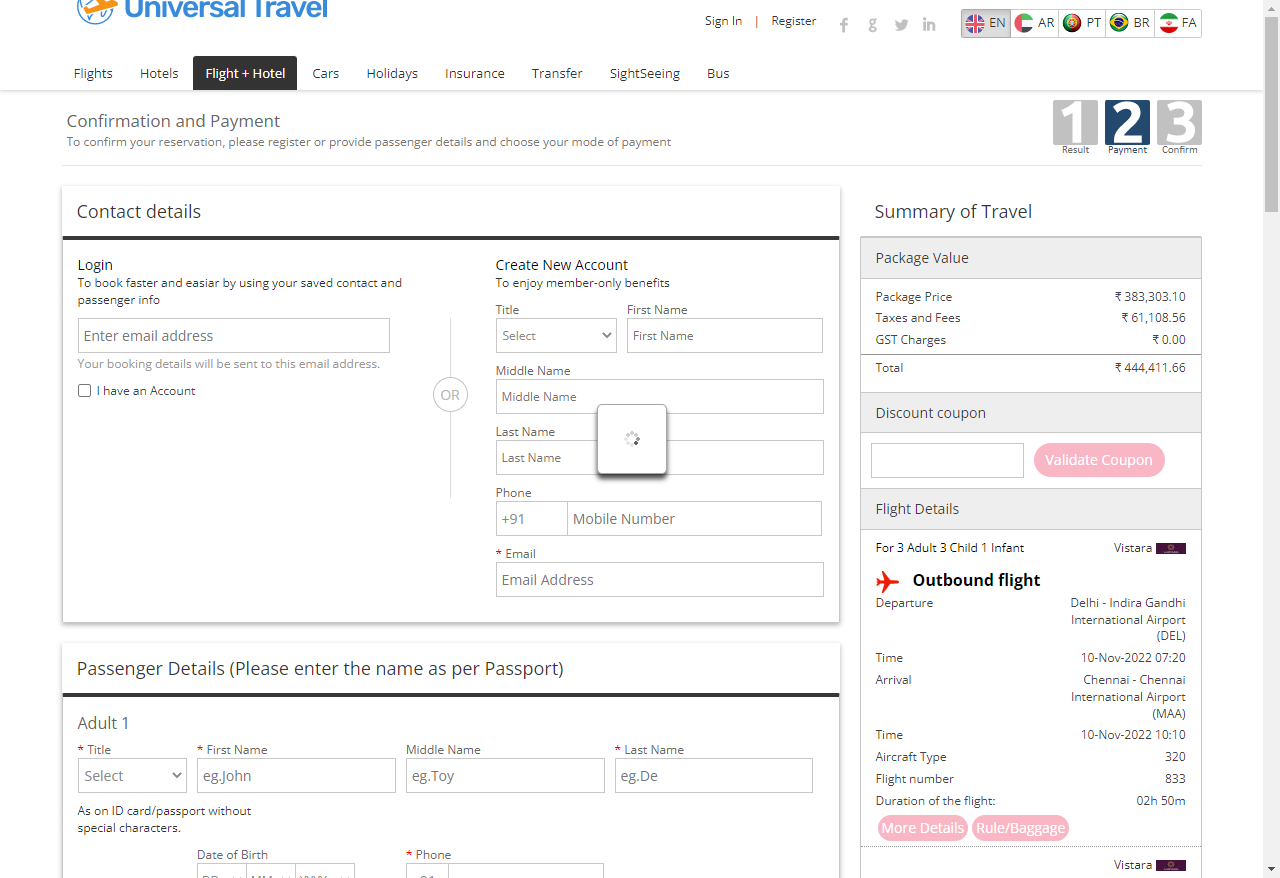 Universal Travel
Sign In | Register
EN AR PT BR FA
Flights Hotels Flight + Hotel Cars Holidays Insurance Transfer SightSeeing Bus
Confirmation and Payment
To confirm your reservation, please register or provide passenger details and choose your mode of payment
1 2 3
Result Payment Confirm
Contact details
Login
To book faster and easiar by using your saved contact and
passenger info
Enter email address
Your booking details will be sent to this email address.
I have an Account
OR
Create New Account
To enjoy member-only benefits
Title First Name
Select First Name
Middle Name
Middle Name
Last Name
Last Name
Phone
+91 Mobile Number
* Email
Email Address
Passenger Details (Please enter the name as per Passport)
Adult 1
* Title * First Name Middle Name * Last Name
Select eg.John eg.Toy eg.De
As on ID card/passport without
special characters.
Date of Birth * Phone
Summary of Travel
Package Value
Package Price ₹ 383,303.10
Taxes and Fees ₹ 61,108.56
GST Charges ₹ 0.00
Total ₹ 444,411.66
Discount coupon
Validate Coupon
Flight Details
For 3 Adult 3 Child 1 Infant Vistara
Outbound flight
Departure Delhi - Indira Gandhi
International Airport
(DEL)
Time 10-Nov-2022 07:20
Arrival Chennai - Chennai
International Airport
(MAA)
Time 10-Nov-2022 10:10
Aircraft Type 320
Flight number 833
Duration of the flight: 02h 50m
More Details Rule/Baggage
Vistara